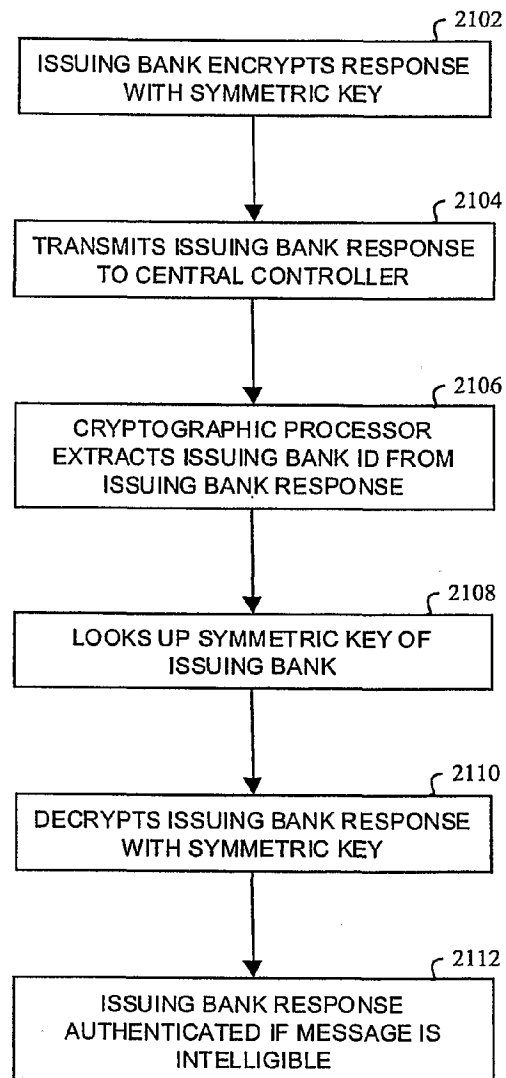 2102
ISSUING BANK ENCRYPTS RESPONSE
WITH SYMMETRIC KEY
2104
TRANSMITS ISSUING BANK RESPONSE
TO CENTRAL CONTROLLER
2106
CRYPTOGRAPHIC PROCESSOR
EXTRACTS ISSUING BANK ID FROM
ISSUING BANK RESPONSE
2108
LOOKS UP SYMMETRIC KEY OF
ISSUING BANK
2110
DECRYPTS ISSUING BANK RESPONSE
WITH SYMMETRIC KEY
2112
ISSUING BANK RESPONSE
AUTHENTICATED IF MESSAGE IS
INTELLIGIBLE